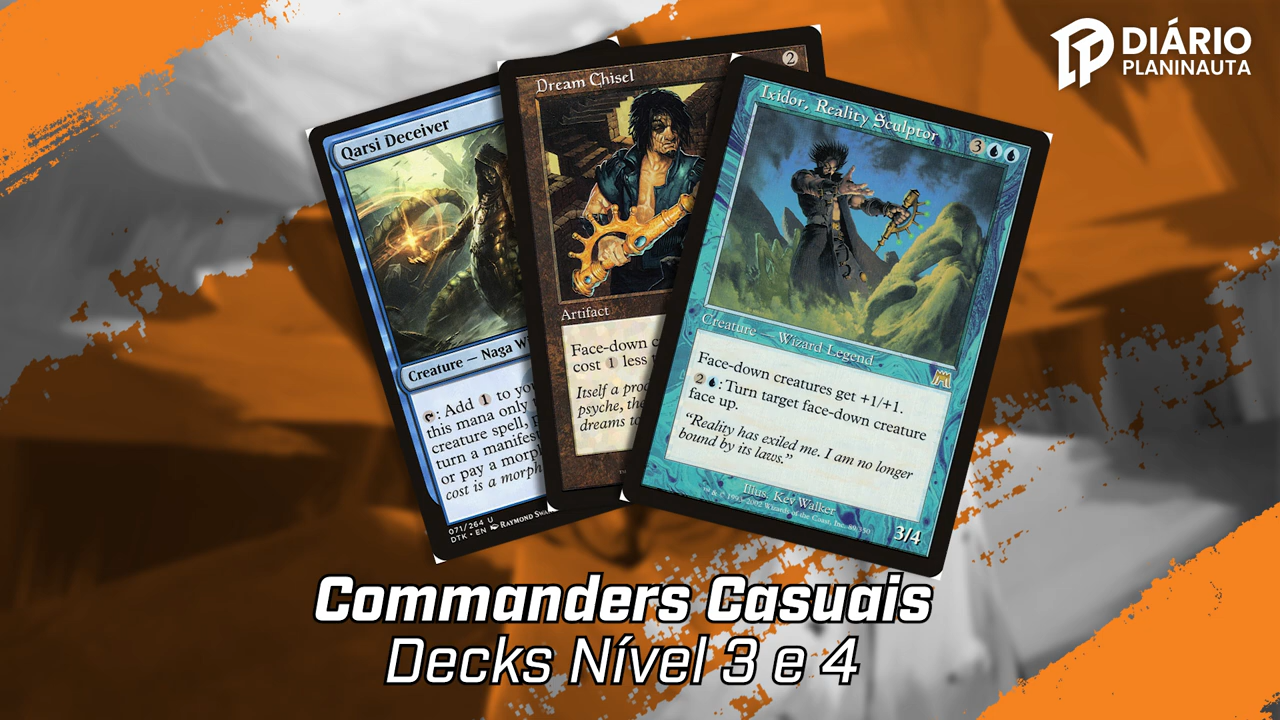 DIÁRIO
PLANINAUTA
Qarsi Deceiver
Creature — Naga
: Add 1 to
this mana only
creature spell,
turn a manifest
or pay a morph
cost is a morph
071/264 U
DTK • EN RAYMOND
Dream Chisel
2
Artifact
Face-down
cost 1 less
Itself a
psyche, the
dreams to
Ixidor, Reality Sculptor
3
Creature — Wizard Legend
Face-down creatures get +1/+1.
2 : Turn target face-down creature
face up.
“Reality has exiled me. I am no longer
bound by its laws.”
Illus. Kev Walker
3/4
Commanders Casuais
Decks Nível 3 e 4